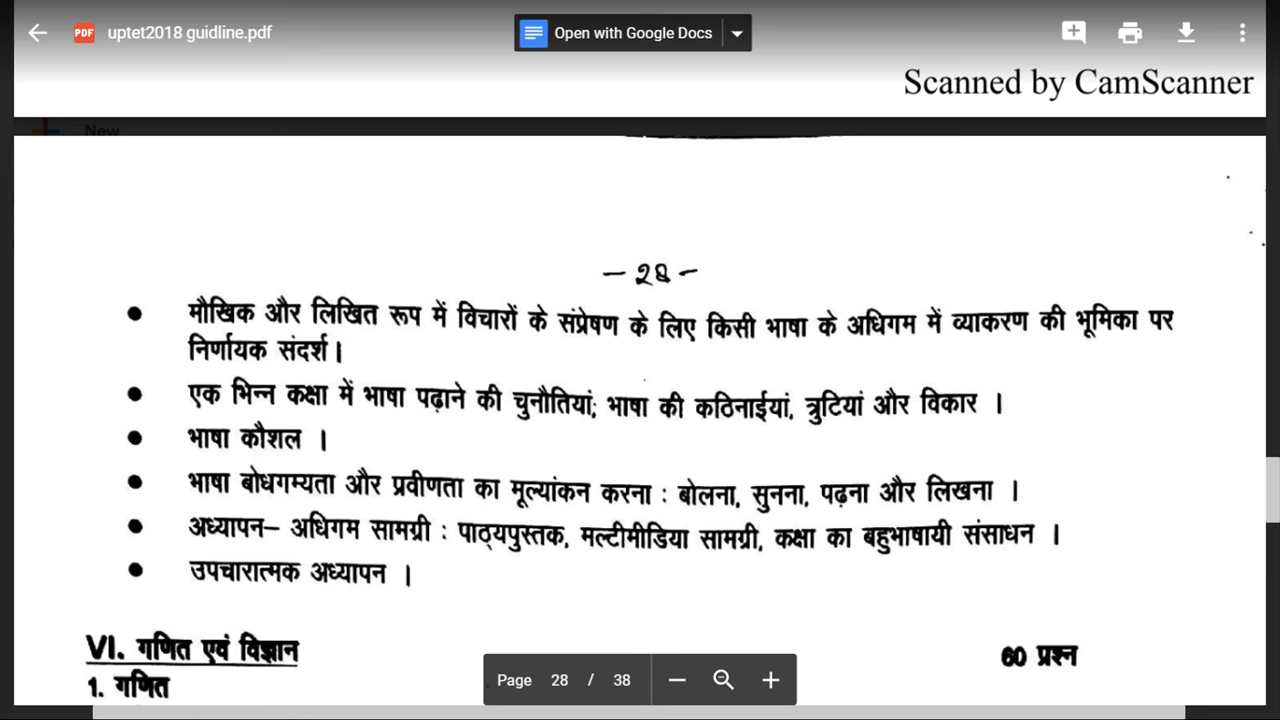 uptet2018 guidline.pdf
Open with Google Docs
Scanned by CamScanner
New
– २8 –
मौखिक और लिखित रूप में विचारों के संप्रेषण के लिए किसी भाषा के अधिगम में व्याकरण की भूमिका पर
निर्णायक संदर्श।
एक भिन्न कक्षा में भाषा पढ़ाने की चुनौतियां; भाषा की कठिनाईयां, त्रुटियां और विकार ।
भाषा कौशल ।
भाषा बोधगम्यता और प्रवीणता का मूल्यांकन करना : बोलना, सुनना, पढ़ना और लिखना ।
अध्यापन– अधिगम सामग्री : पाठ्यपुस्तक, मल्टीमीडिया सामग्री, कक्षा का बहुभाषायी संसाधन ।
उपचारात्मक अध्यापन ।
VI. गणित एवं विज्ञान 60 प्रश्न
1. गणित
Page 28 / 38